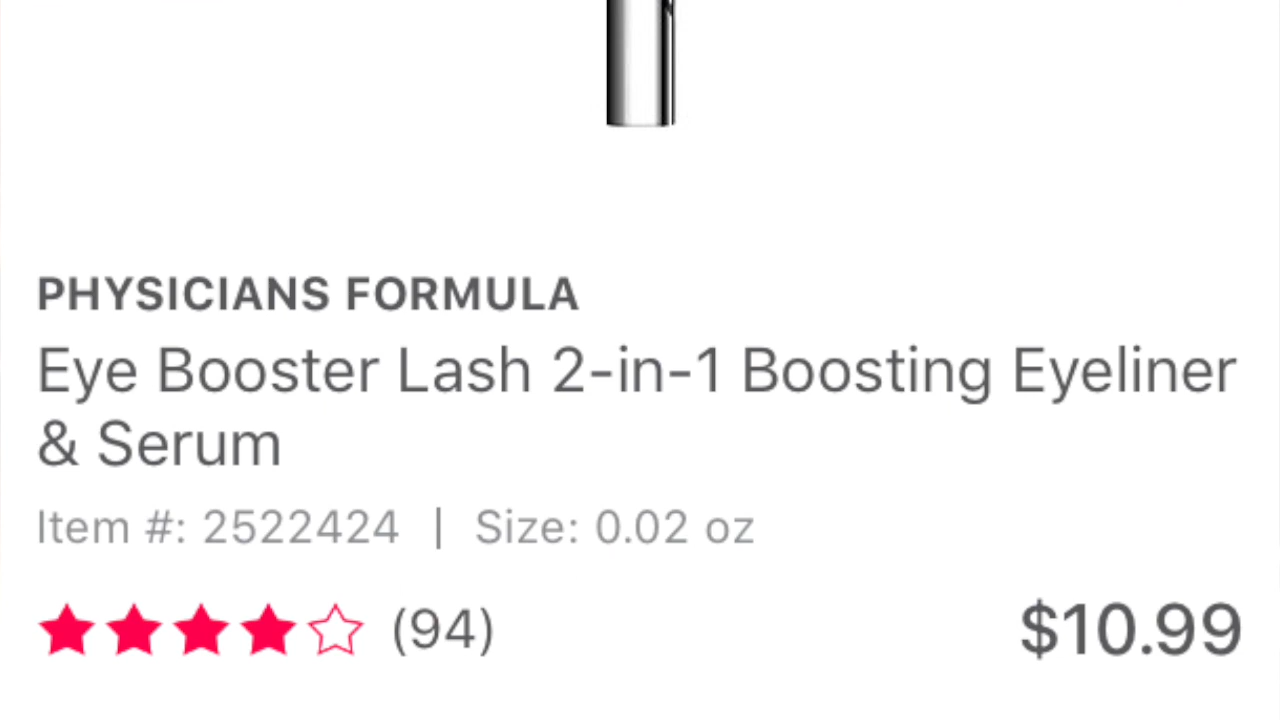 PHYSICIANS FORMULA
Eye Booster Lash 2-in-1 Boosting Eyeliner
& Serum
Item #: 2522424 | Size: 0.02 oz
(94) $10.99